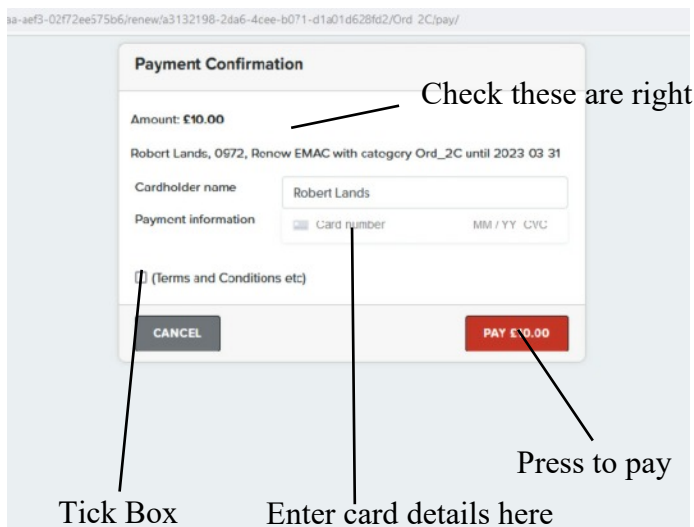 aa-aef3-02f72ee575b6/renew/a3132198-2da6-4cee-b071-d1a01d628fd2/Ord_2C/pay/
Payment Confirmation
Check these are right
Amount: £10.00
Robert Lands, 0972, Renew EMAC with category Ord_2C until 2023 03 31
Cardholder name
Robert Lands
Payment information
Card number
MM / YY CVC
(Terms and Conditions etc)
CANCEL
PAY £10.00
Press to pay
Tick Box
Enter card details here